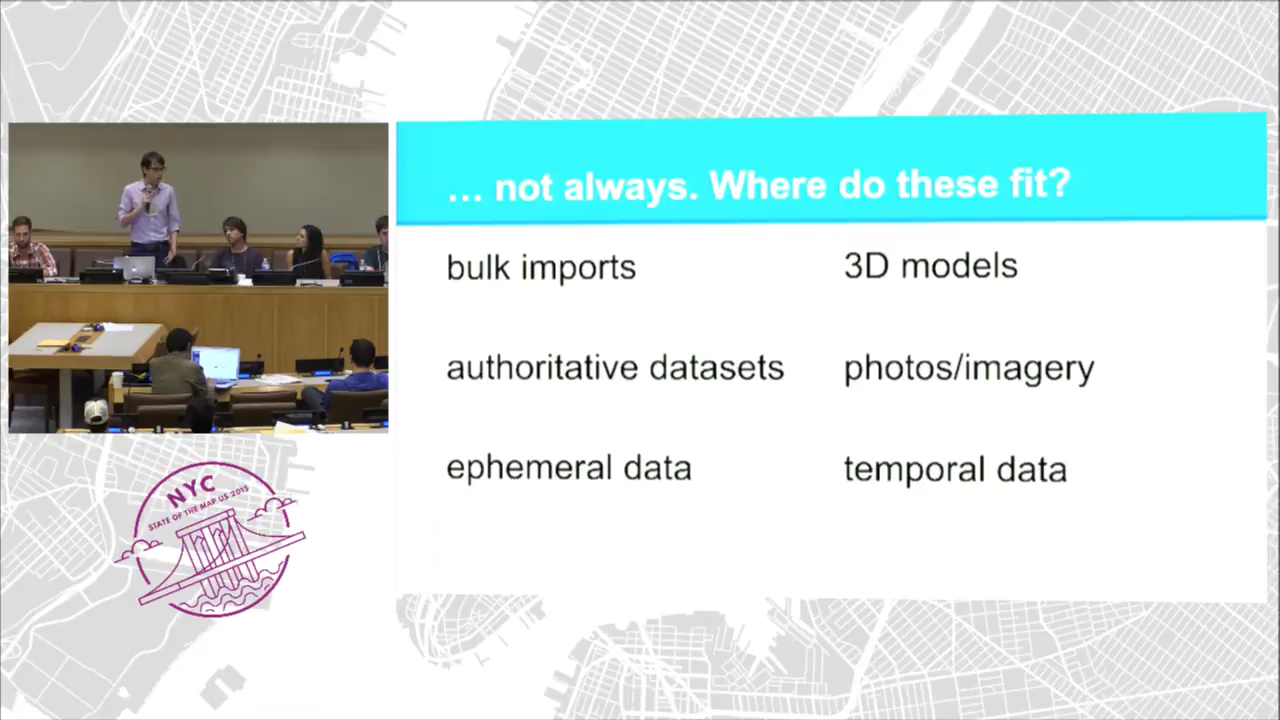 ... not always. Where do these fit?
bulk imports
3D models
authoritative datasets
photos/imagery
ephemeral data
temporal data
NYC
STATE OF THE MAP US 2015